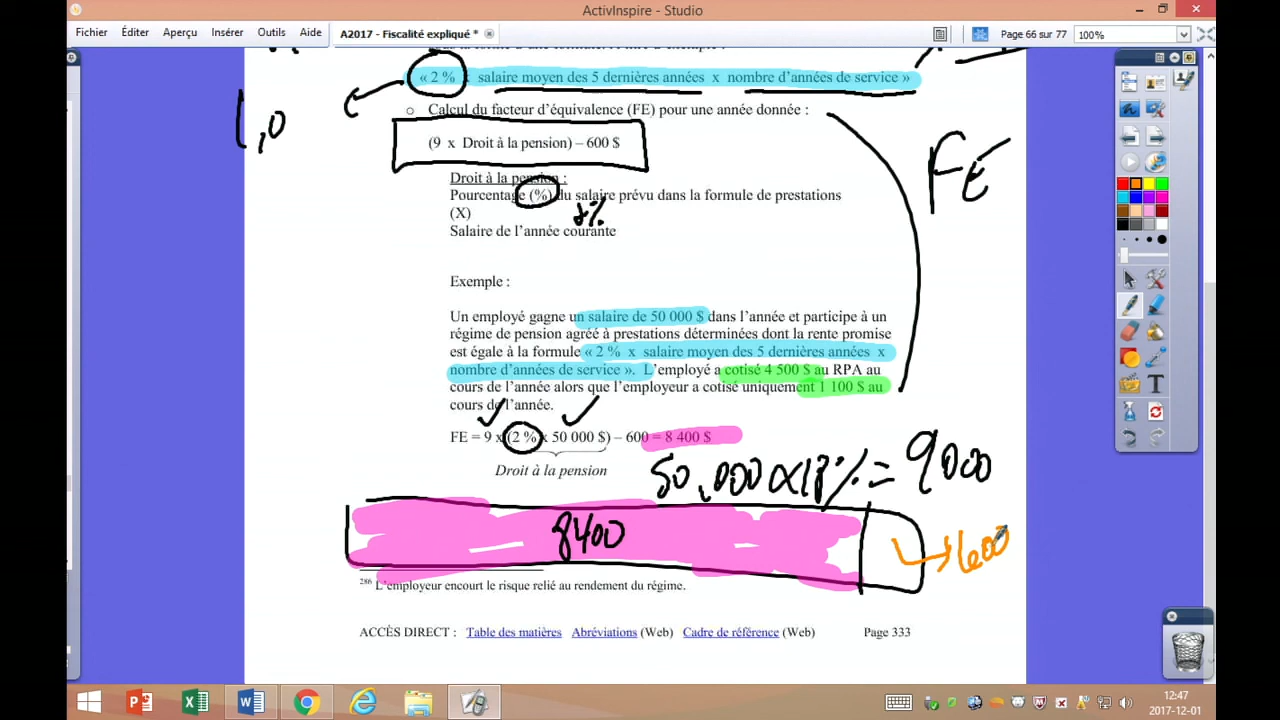 ActivInspire - Studio
Fichier Éditer Aperçu Insérer Outils Aide A2017 - Fiscalité expliqué * Page 66 sur 77 100%
« 2 % x salaire moyen des 5 dernières années x nombre d'années de service »
Calcul du facteur d'équivalence (FE) pour une année donnée :
(9 x Droit à la pension) – 600 $
FE
Droit à la pension :
Pourcentage (%) du salaire prévu dans la formule de prestations
(X)
Salaire de l'année courante
Exemple :
Un employé gagne un salaire de 50 000 $ dans l'année et participe à un
régime de pension agréé à prestations déterminées dont la rente promise
est égale à la formule « 2 % x salaire moyen des 5 dernières années x
nombre d'années de service ». L'employé a cotisé 4 500 $ au RPA au
cours de l'année alors que l'employeur a cotisé uniquement 1 100 $ au
cours de l'année.
FE = 9 x (2 % x 50 000 $) – 600 = 8 400 $
Droit à la pension
50,000 x 18% = 9000
8400
600
286 L'employeur encourt le risque relié au rendement du régime.
ACCÈS DIRECT : Table des matières Abréviations (Web) Cadre de référence (Web) Page 333
12:47
2017-12-01